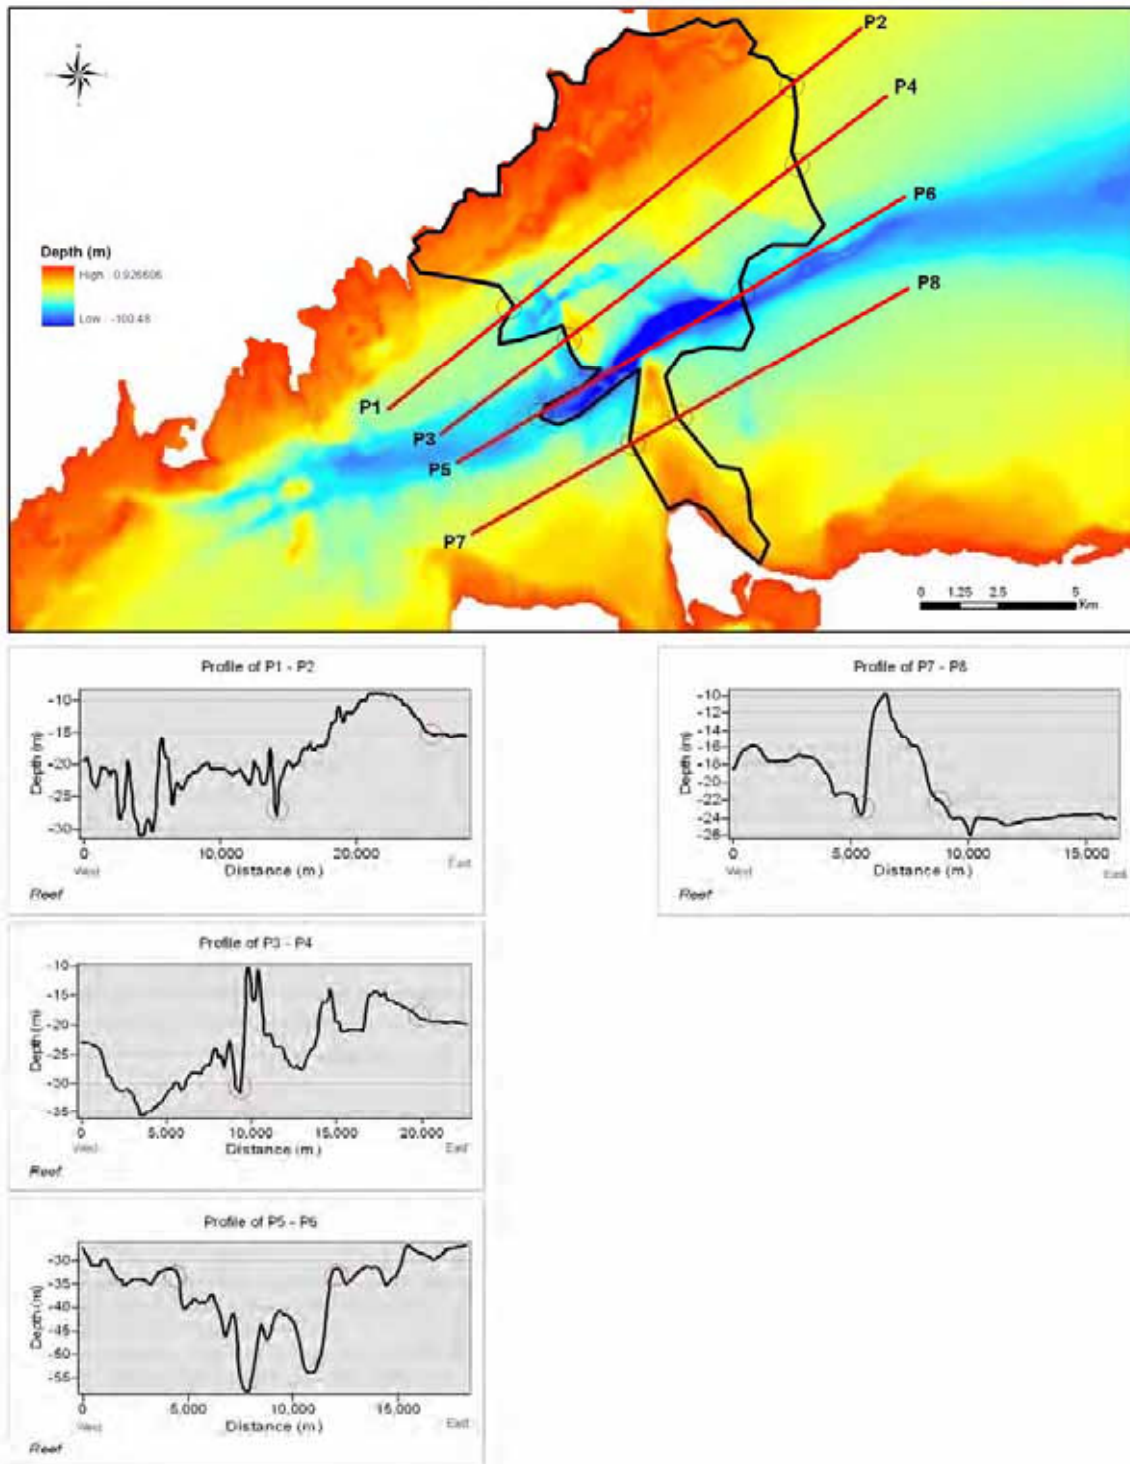 P2
P4
P6
P8
Depth (m)
High : 0.926606
Low : -100.48
P1
P3
P5
P7
0 1.25 2.5 5
Km
Profile of P1 - P2
Depth (m)
-10
-15
-20
-25
-30
0 10,000 20,000
West Distance (m) East
Reef
Profile of P7 - P8
Depth (m)
-10
-12
-14
-16
-18
-20
-22
-24
-26
0 5,000 10,000 15,000
West Distance (m) East
Reef
Profile of P3 - P4
Depth (m)
-10
-15
-20
-25
-30
-35
0 5,000 10,000 15,000 20,000
West Distance (m) East
Reef
Profile of P5 - P6
Depth (m)
-30
-35
-40
-45
-50
-55
0 5,000 10,000 15,000
West Distance (m) East
Reef